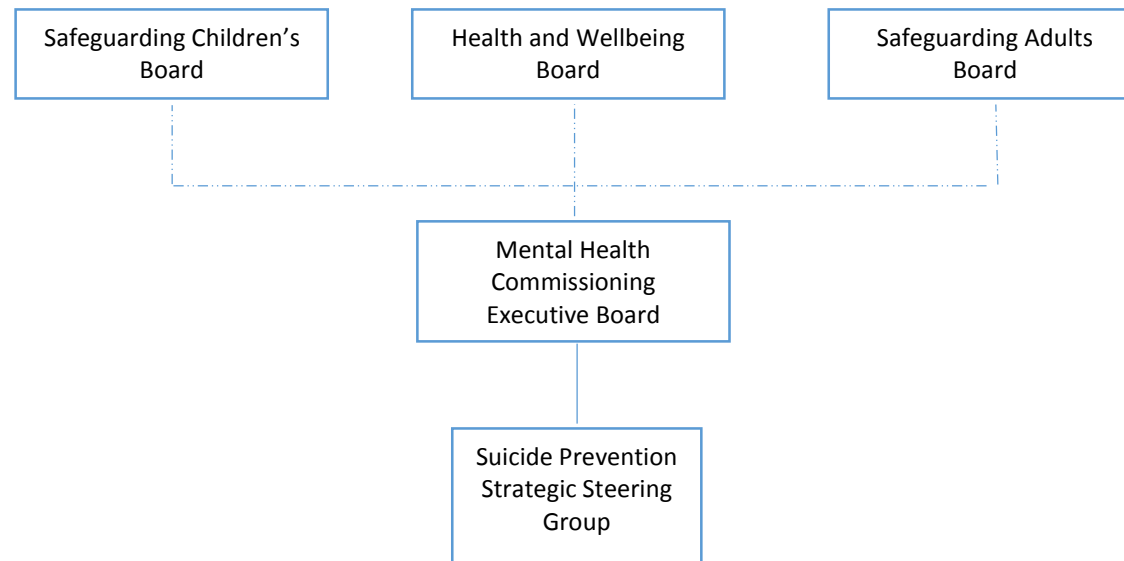 Safeguarding Children’s
Board
Health and Wellbeing
Board
Safeguarding Adults
Board
Mental Health
Commissioning
Executive Board
Suicide Prevention
Strategic Steering
Group